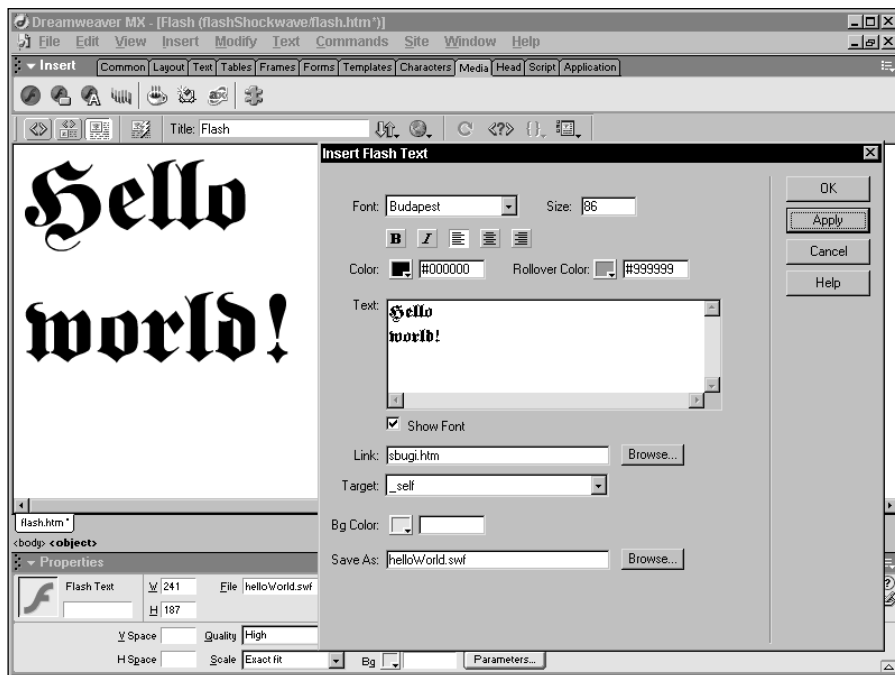 Dreamweaver MX - [Flash (flashShockwave/flash.htm*)]
File Edit View Insert Modify Text Commands Site Window Help
Insert Common Layout Text Tables Frames Forms Templates Characters Media Head Script Application
Title: Flash
Hello
world!
Insert Flash Text
Font: Budapest Size: 86
OK
Apply
Cancel
Help
B I
Color: #000000 Rollover Color: #999999
Text: Hello
world!
Show Font
Link: sbugi.htm Browse...
Target: _self
Bg Color:
Save As: helloWorld.swf Browse...
flash.htm*
<body> <object>
Properties
Flash Text W 241 File helloWorld.swf
H 187
V Space Quality High
H Space Scale Exact fit Bg Parameters...